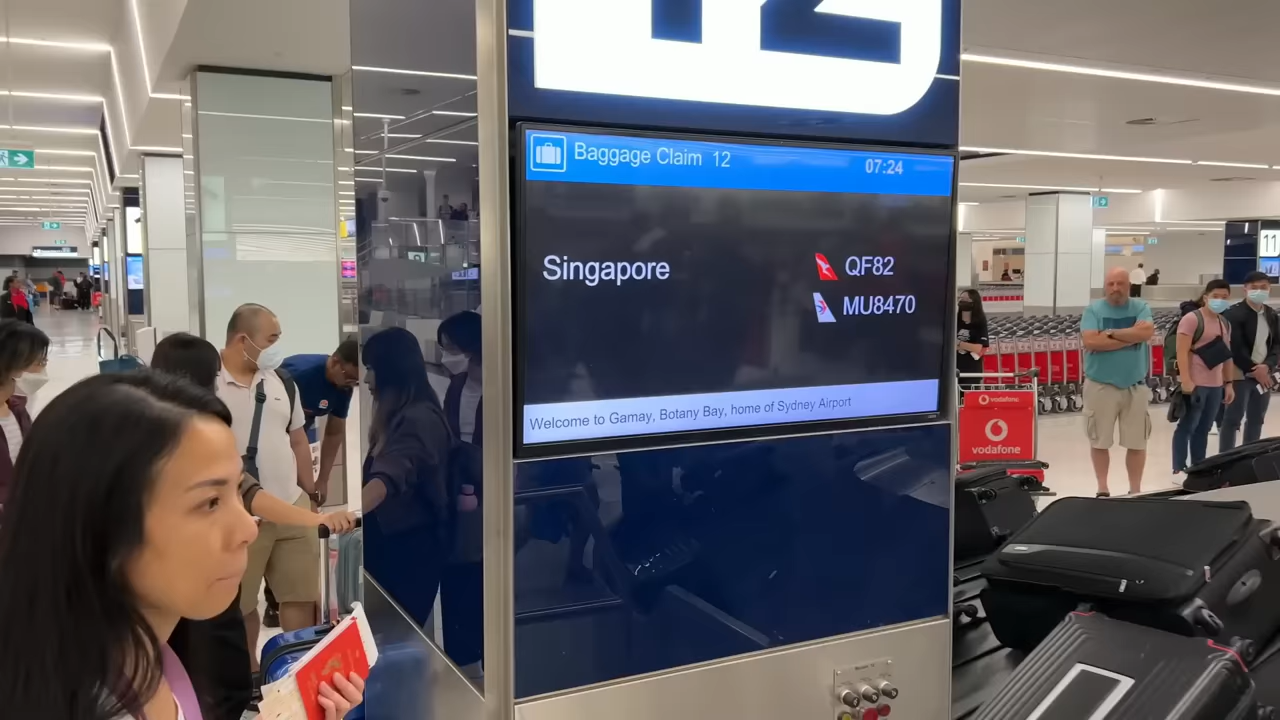 12
Baggage Claim 12
07:24
Singapore
QF82
MU8470
Welcome to Gamay, Botany Bay, home of Sydney Airport
11
vodafone
vodafone